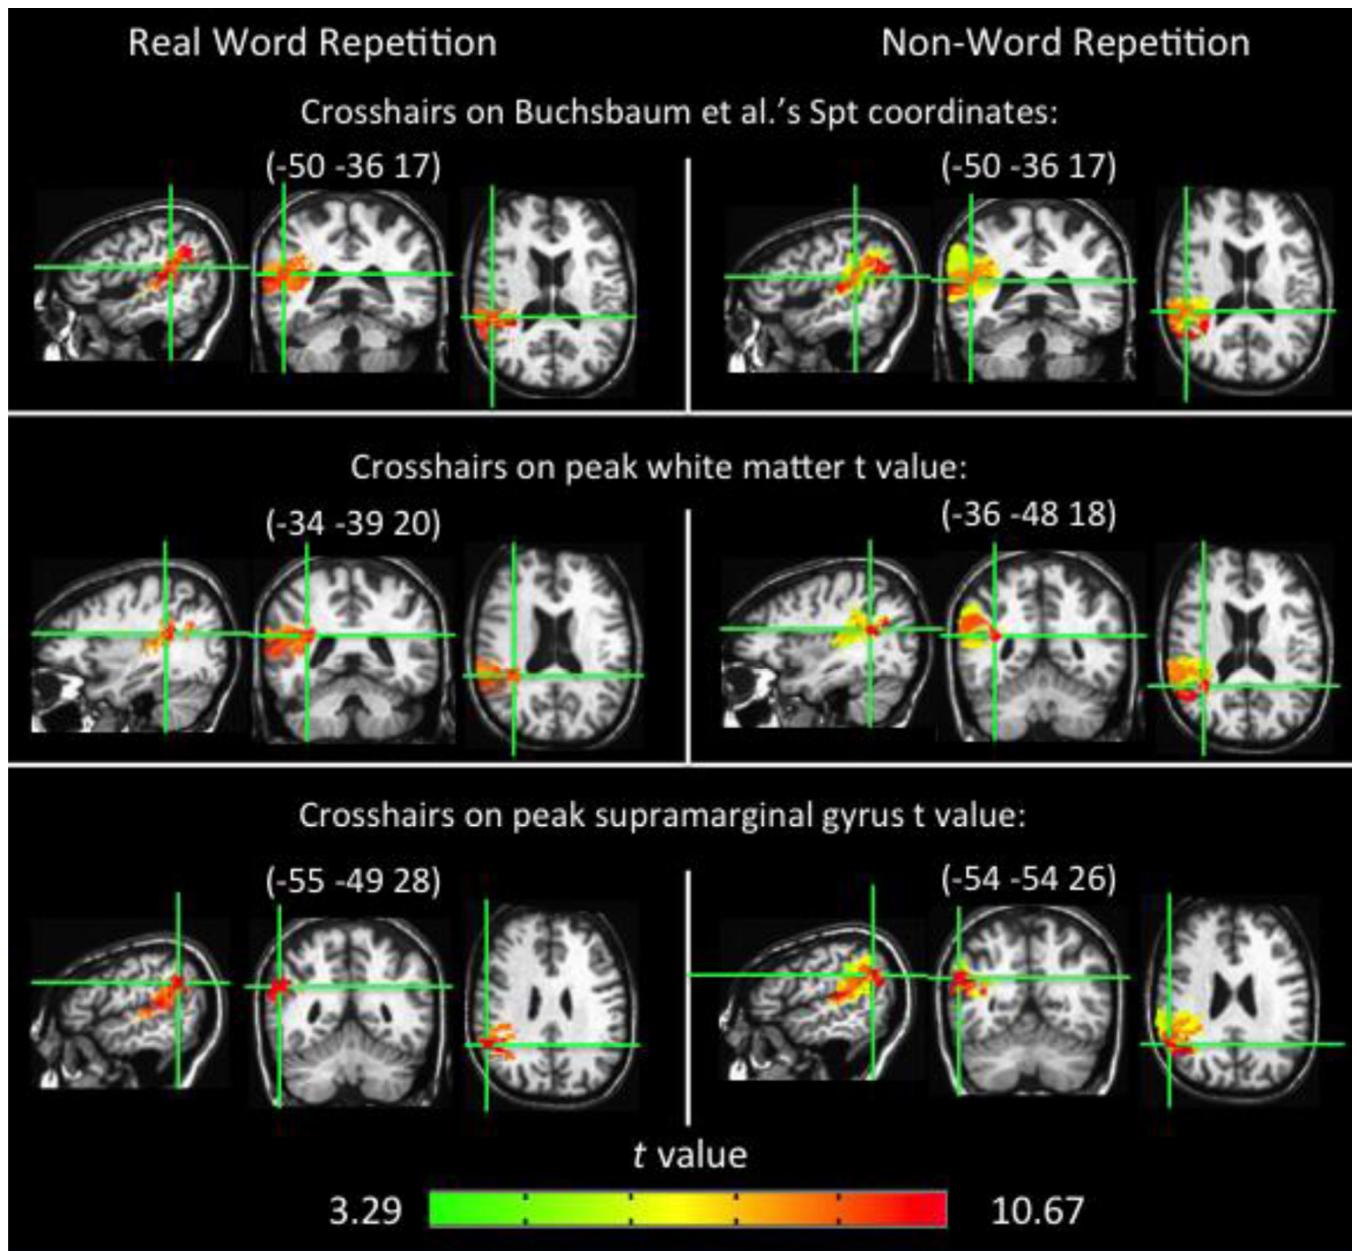 Real Word Repetition
Non-Word Repetition
Crosshairs on Buchsbaum et al.'s Spt coordinates:
(-50 -36 17)
(-50 -36 17)
Crosshairs on peak white matter t value:
(-34 -39 20)
(-36 -48 18)
Crosshairs on peak supramarginal gyrus t value:
(-55 -49 28)
(-54 -54 26)
t value
3.29
10.67